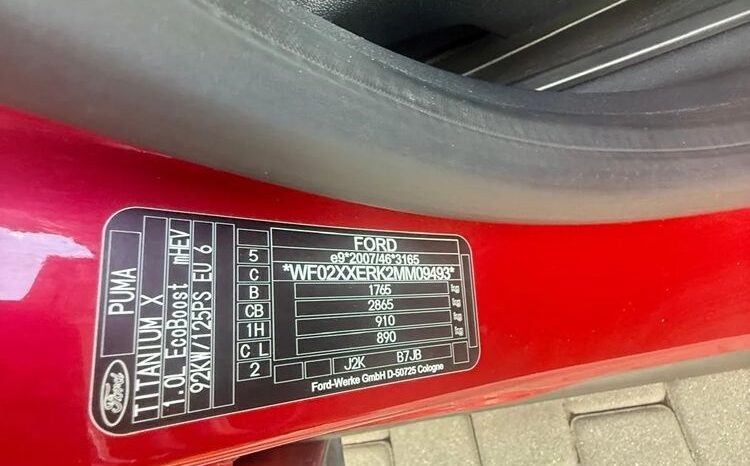 FORD
e9*2007/46*3165
*WF02XXERK2MM09493*
1765 kg
2865 kg
910 kg
890 kg
J2K B7JB
Ford-Werke GmbH D-50725 Cologne
5
C
B
CB
1H
C L
2
PUMA
TITANIUM X
1.0L EcoBoost mHEV
92KW/125PS EU 6
Ford